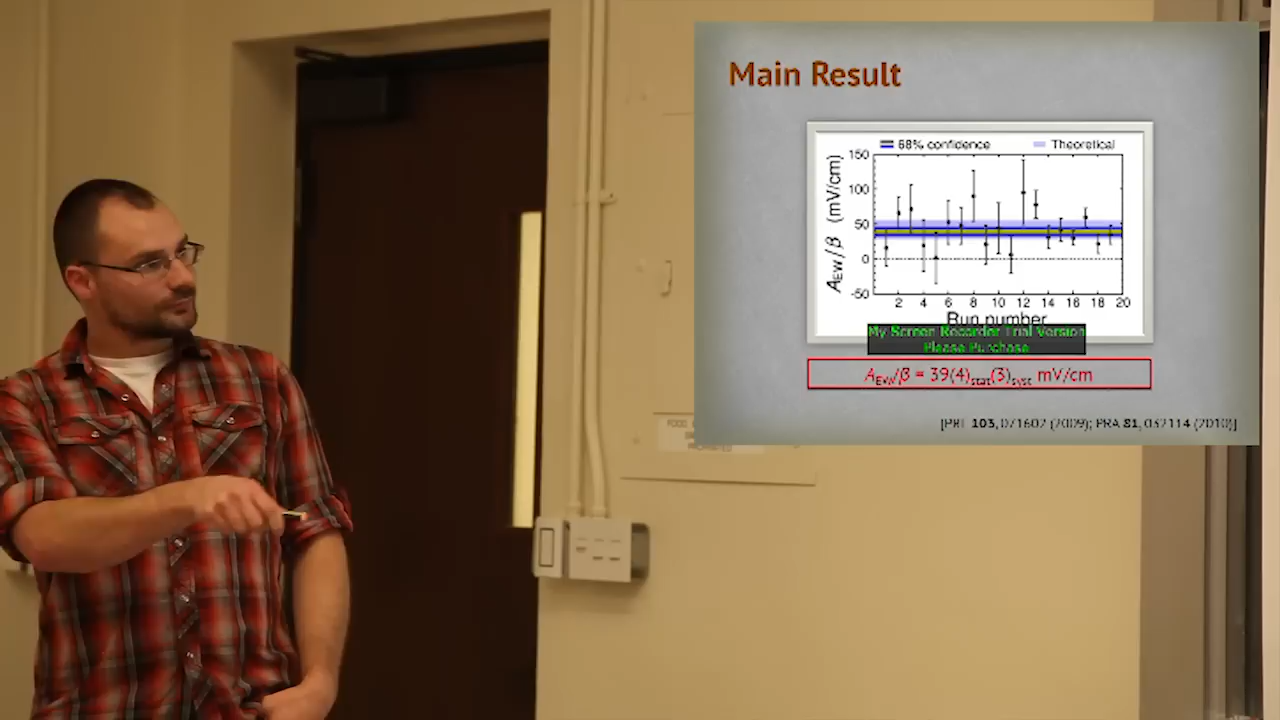 Main Result
68% confidence Theoretical
150
100
50
0
-50
A_EW/β (mV/cm)
2 4 6 8 10 12 14 16 18 20
Run number
My Screen Recorder Trial Version
Please Purchase
A_EW/β = 39(4)_stat(3)_syst mV/cm
[PRL 103, 071602 (2009); PRA 81, 032114 (2010)]
FOOD